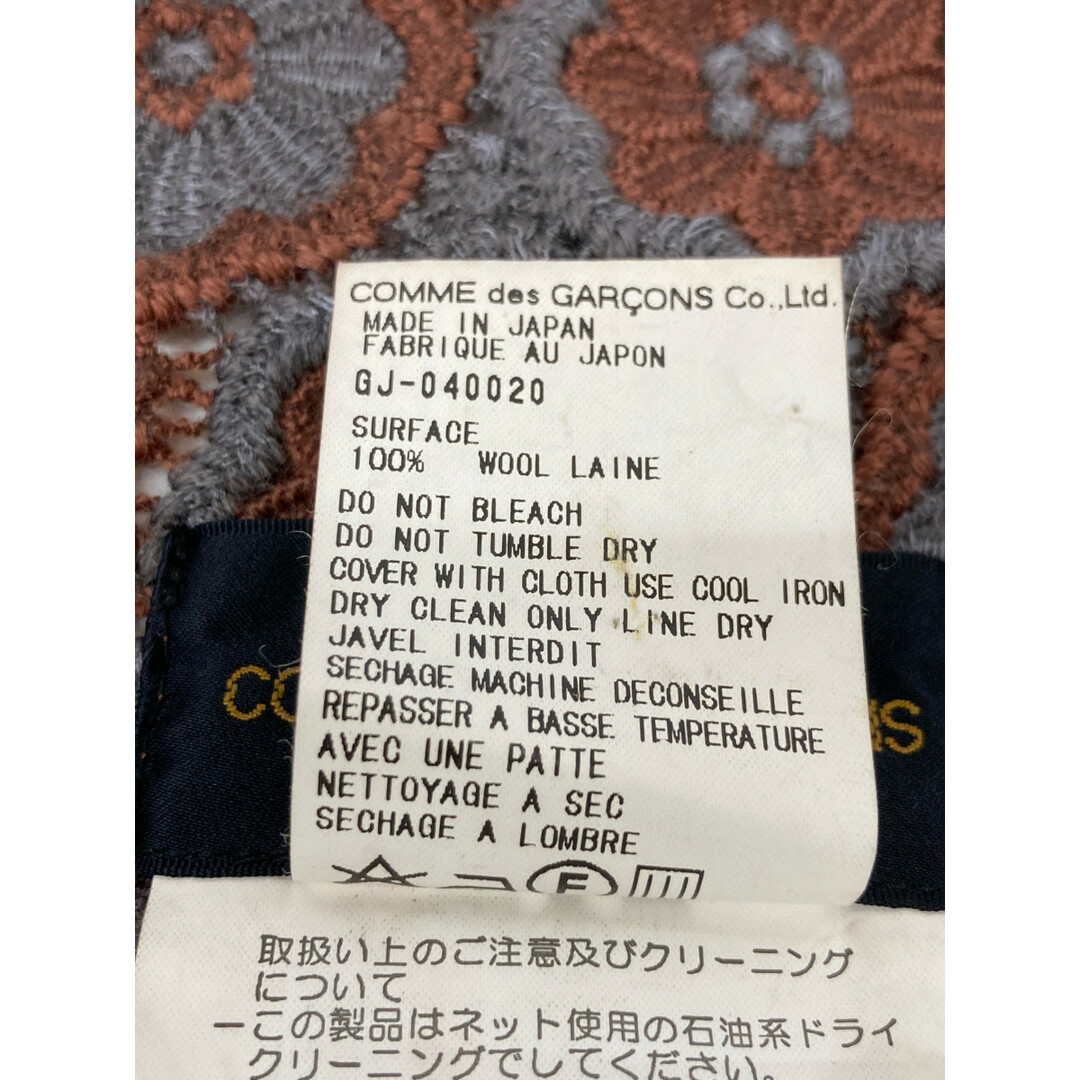 COMME des GARÇONS Co.,Ltd.
MADE IN JAPAN
FABRIQUE AU JAPON
GJ-040020
SURFACE
100% WOOL LAINE
DO NOT BLEACH
DO NOT TUMBLE DRY
COVER WITH CLOTH USE COOL IRON
DRY CLEAN ONLY LINE DRY
JAVEL INTERDIT
SECHAGE MACHINE DECONSEILLE
REPASSER A BASSE TEMPERATURE
AVEC UNE PATTE
NETTOYAGE A SEC
SECHAGE A LOMBRE
F
取扱い上のご注意及びクリーニング
について
ーこの製品はネット使用の石油系ドライ
クリーニングでしてください。